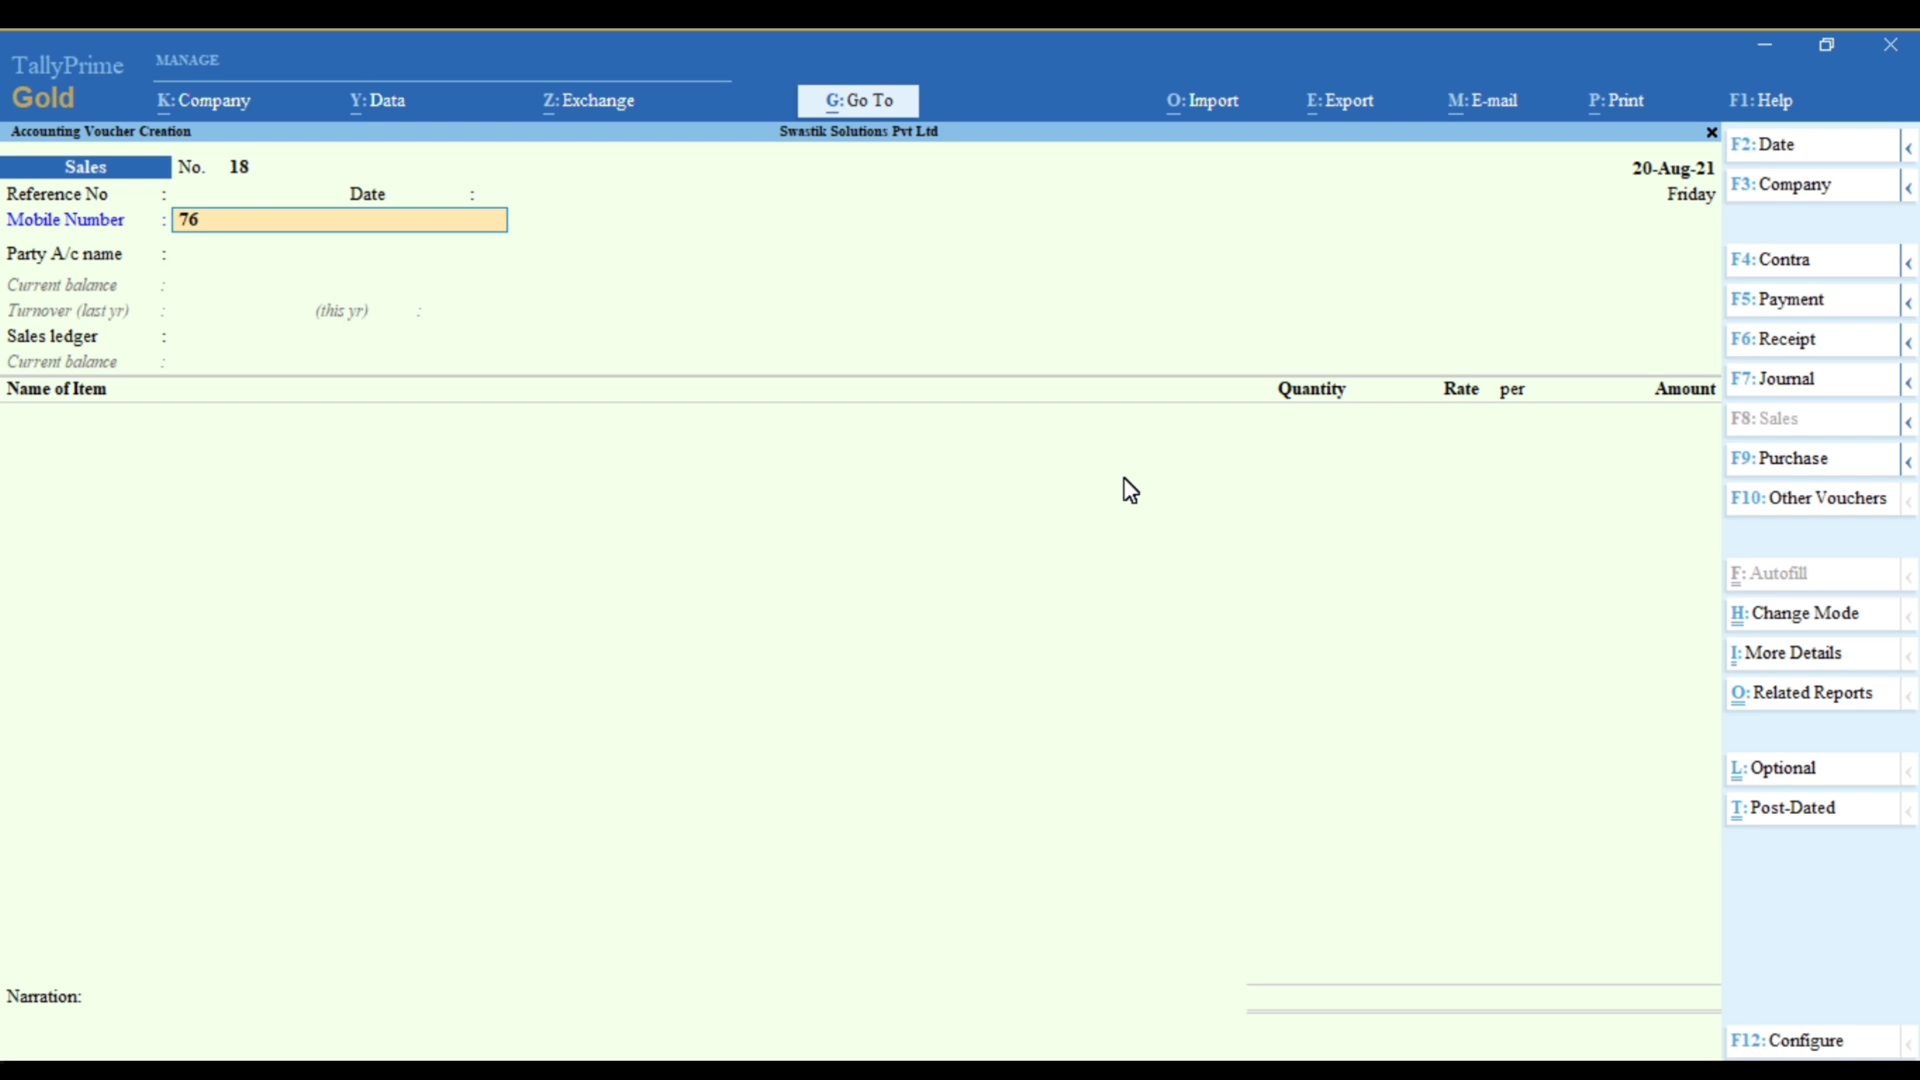 MANAGE
TallyPrime
Gold
K: Company
Y: Data
Z: Exchange
G: Go To
O: Import
E: Export
M: E-mail
P: Print
F1: Help
Accounting Voucher Creation
Swastik Solutions Pvt Ltd
Sales No. 18
20-Aug-21
Friday
Reference No : Date :
Mobile Number : 76
Party A/c name :
Current balance :
Turnover (last yr) : (this yr) :
Sales ledger :
Current balance :
Name of Item Quantity Rate per Amount
Narration:
F2: Date
F3: Company
F4: Contra
F5: Payment
F6: Receipt
F7: Journal
F8: Sales
F9: Purchase
F10: Other Vouchers
F: Autofill
H: Change Mode
I: More Details
O: Related Reports
L: Optional
T: Post-Dated
F12: Configure